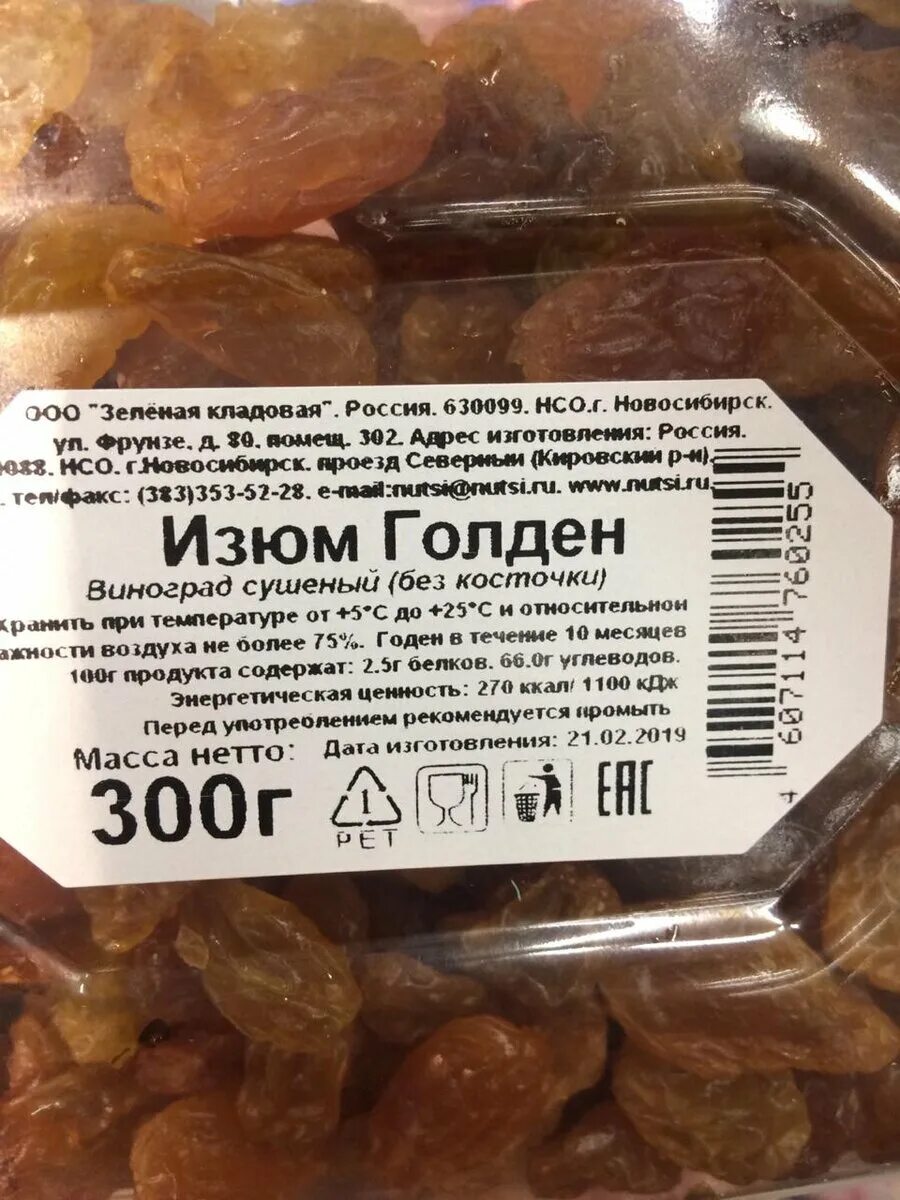 ООО "Зелёная кладовая". Россия. 630099. НСО.г. Новосибирск.
ул. Фрунзе. д. 80. помещ. 302. Адрес изготовления: Россия.
НСО. г.Новосибирск. проезд Северный (Кировский р-н).
тел/факс: (383)353-52-28. e-mail:nutsi@nutsi.ru. www.nutsi.ru.
Изюм Голден
Виноград сушеный (без косточки)
Хранить при температуре от +5°С до +25°С и относительной
ажности воздуха не более 75%. Годен в течение 10 месяцев
100г продукта содержат: 2.5г белков. 66.0г углеводов.
Энергетическая ценность: 270 ккал/ 1100 кДж
Перед употреблением рекомендуется промыть
Масса нетто: Дата изготовления: 21.02.2019
300г
1
PET
ЕАС
4 607114 760255